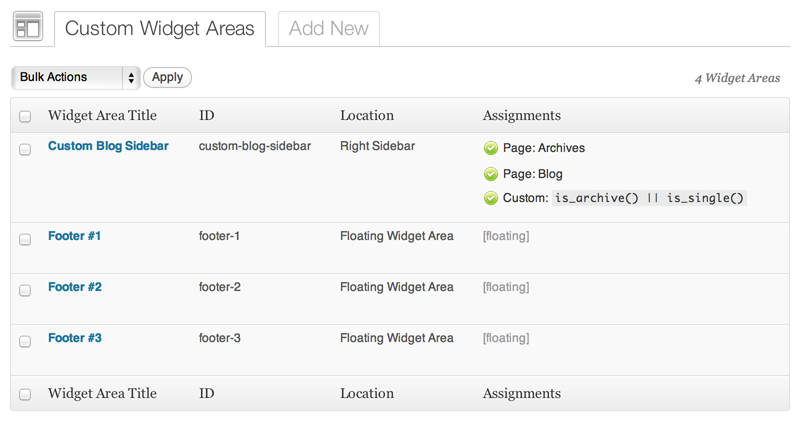 Custom Widget Areas Add New
Bulk Actions Apply 4 Widget Areas
Widget Area Title ID Location Assignments
Custom Blog Sidebar custom-blog-sidebar Right Sidebar Page: Archives
Page: Blog
Custom: is_archive() || is_single()
Footer #1 footer-1 Floating Widget Area [floating]
Footer #2 footer-2 Floating Widget Area [floating]
Footer #3 footer-3 Floating Widget Area [floating]
Widget Area Title ID Location Assignments